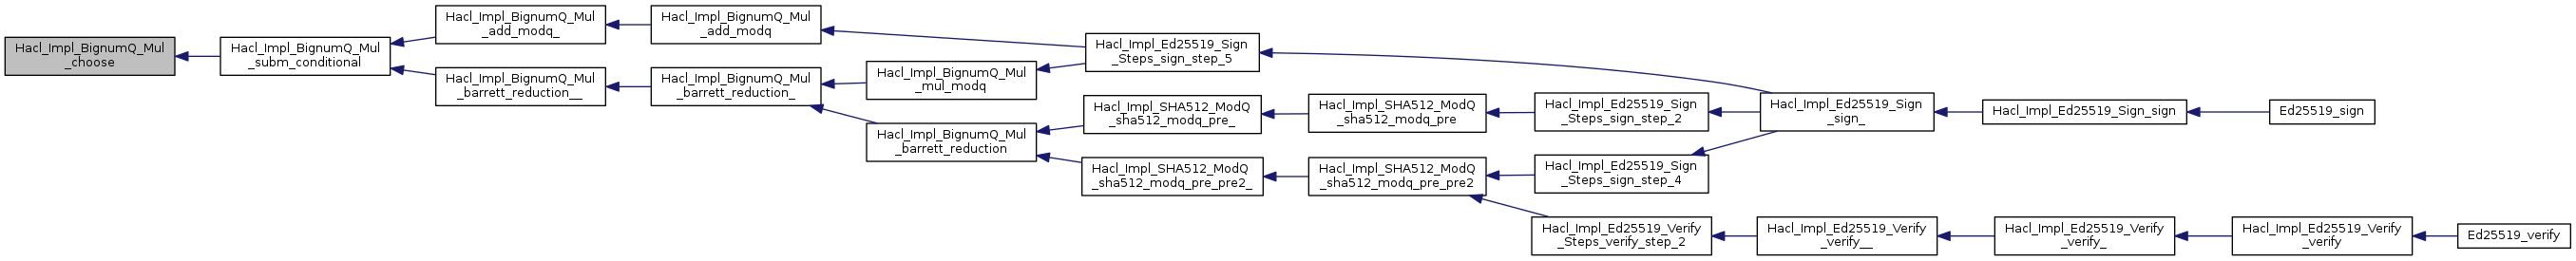 Hacl_Impl_BignumQ_Mul
_choose
Hacl_Impl_BignumQ_Mul
_subm_conditional
Hacl_Impl_BignumQ_Mul
_add_modq_
Hacl_Impl_BignumQ_Mul
_add_modq
Hacl_Impl_BignumQ_Mul
_barrett_reduction__
Hacl_Impl_BignumQ_Mul
_barrett_reduction_
Hacl_Impl_BignumQ_Mul
_mul_modq
Hacl_Impl_BignumQ_Mul
_barrett_reduction
Hacl_Impl_Ed25519_Sign
_Steps_sign_step_5
Hacl_Impl_SHA512_ModQ
_sha512_modq_pre_
Hacl_Impl_SHA512_ModQ
_sha512_modq_pre
Hacl_Impl_Ed25519_Sign
_Steps_sign_step_2
Hacl_Impl_Ed25519_Sign
_sign_
Hacl_Impl_Ed25519_Sign_sign
Ed25519_sign
Hacl_Impl_SHA512_ModQ
_sha512_modq_pre_pre2_
Hacl_Impl_SHA512_ModQ
_sha512_modq_pre_pre2
Hacl_Impl_Ed25519_Sign
_Steps_sign_step_4
Hacl_Impl_Ed25519_Verify
_Steps_verify_step_2
Hacl_Impl_Ed25519_Verify
_verify__
Hacl_Impl_Ed25519_Verify
_verify_
Hacl_Impl_Ed25519_Verify
_verify
Ed25519_verify